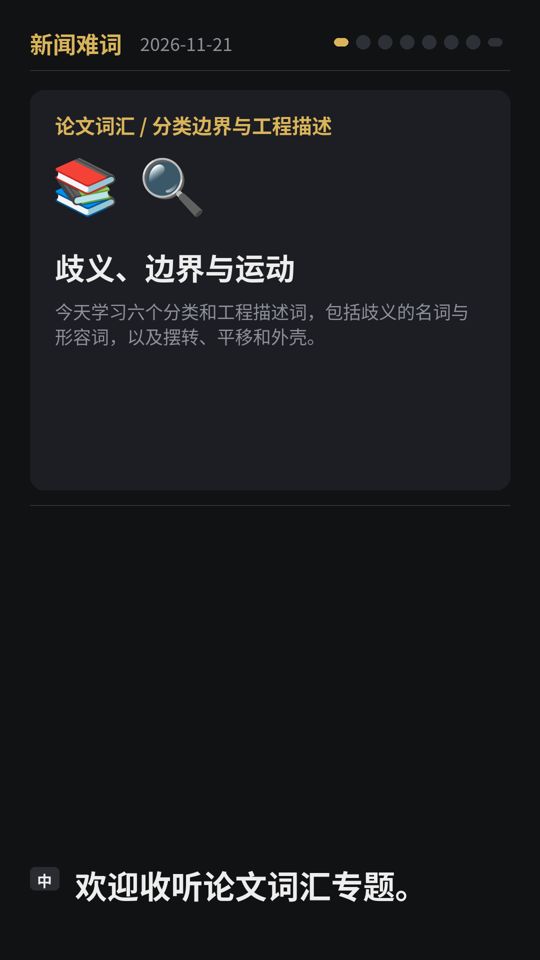 新闻难词 2026-11-21
论文词汇 / 分类边界与工程描述
歧义、边界与运动
今天学习六个分类和工程描述词，包括歧义的名词与
形容词，以及摆转、平移和外壳。
中 欢迎收听论文词汇专题。